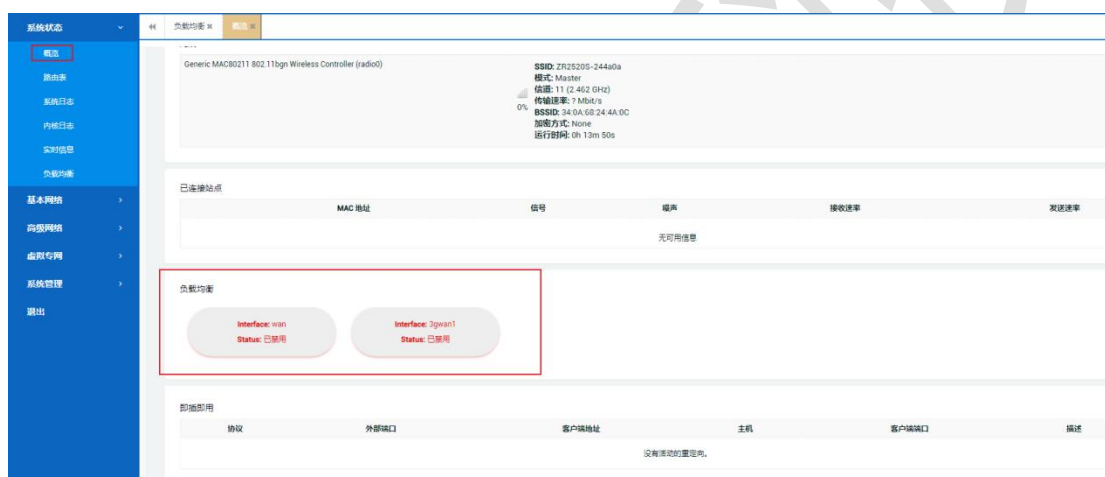 系统状态
概览
路由表
系统日志
内核日志
实时信息
负载均衡
基本网络
高级网络
虚拟专网
系统管理
退出
负载均衡 ×
概览 ×
Generic MAC80211 802.11bgn Wireless Controller (radio0)
0%
SSID: ZR2520S-244a0a
模式: Master
信道: 11 (2.462 GHz)
传输速率: ? Mbit/s
BSSID: 34:0A:68:24:4A:0C
加密方式: None
运行时间: 0h 13m 50s
已连接站点
MAC 地址 信号 噪声 接收速率 发送速率
无可用信息
负载均衡
Interface: wan
Status: 已禁用
Interface: 3gwan1
Status: 已禁用
即插即用
协议 外部端口 客户端地址 主机 客户端端口 描述
没有活动的重定向。